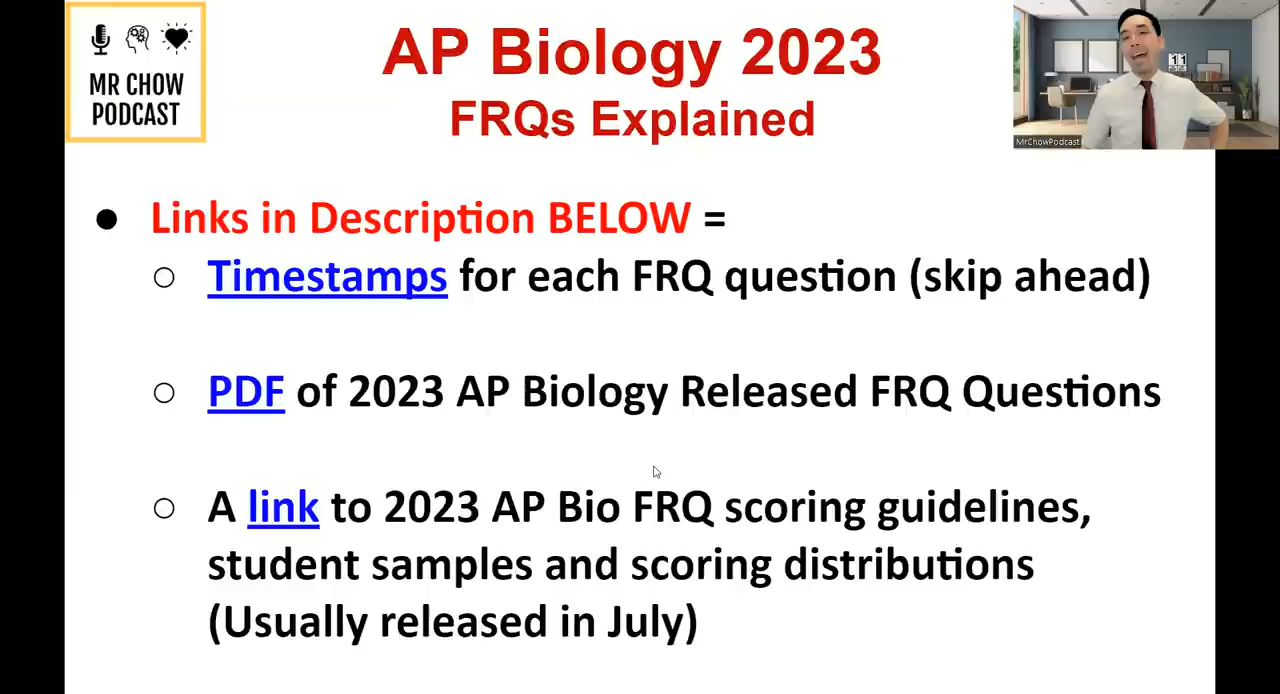 MR CHOW
PODCAST
AP Biology 2023
FRQs Explained
11
MrChowPodcast
● Links in Description BELOW =
○ Timestamps for each FRQ question (skip ahead)
○ PDF of 2023 AP Biology Released FRQ Questions
○ A link to 2023 AP Bio FRQ scoring guidelines,
student samples and scoring distributions
(Usually released in July)